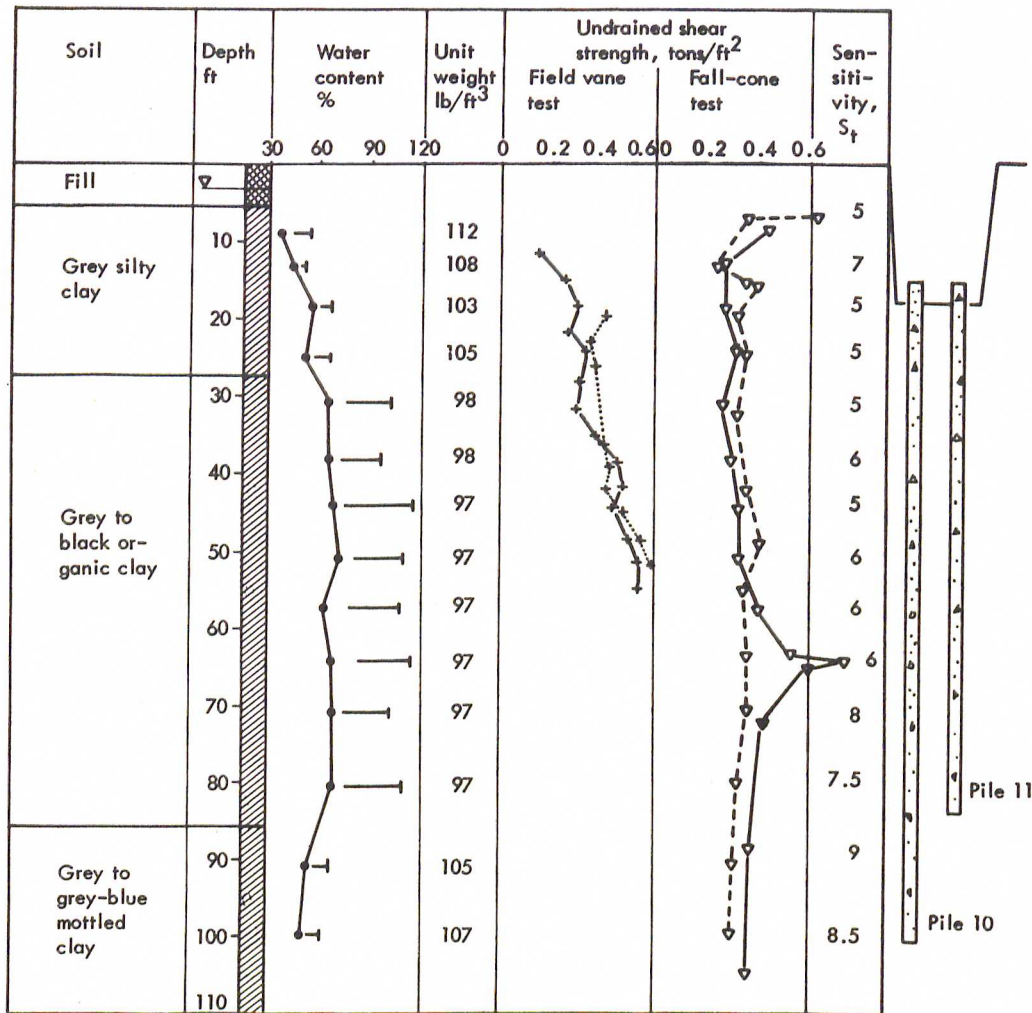 Soil
Depth
ft
Water
content
%
Unit
weight
lb/ft³
Undrained shear
strength, tons/ft²
Field vane
test
Fall-cone
test
Sen-
siti-
vity,
S_t
30 60 90 120
0 0.2 0.4 0.6
0 0.2 0.4 0.6
Fill
5
10
112
Grey silty
clay
108
7
103
5
20
105
5
30
98
5
98
6
40
97
5
Grey to
black or-
ganic clay
50
97
6
97
6
60
97
6
70
97
8
80
97
7.5
Pile 11
90
105
9
Grey to
grey-blue
mottled
clay
100
107
8.5
Pile 10
110